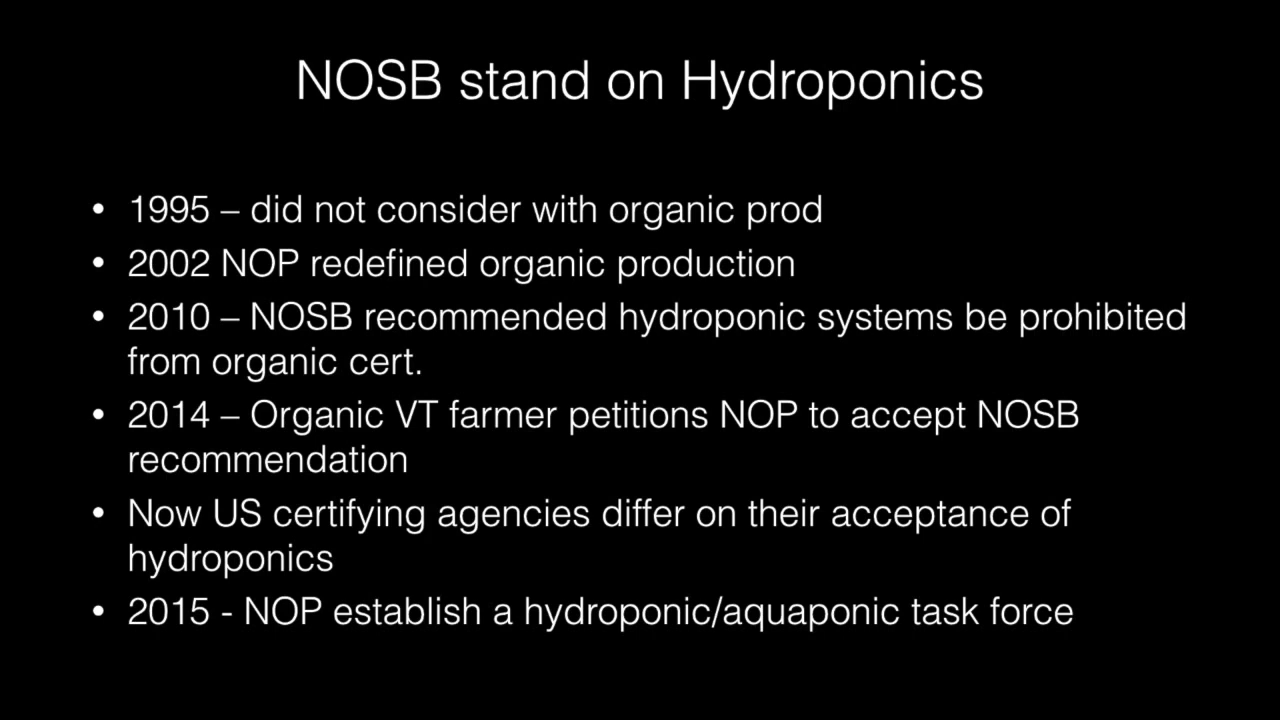 NOSB stand on Hydroponics
• 1995 – did not consider with organic prod
• 2002 NOP redefined organic production
• 2010 – NOSB recommended hydroponic systems be prohibited
from organic cert.
• 2014 – Organic VT farmer petitions NOP to accept NOSB
recommendation
• Now US certifying agencies differ on their acceptance of
hydroponics
• 2015 - NOP establish a hydroponic/aquaponic task force